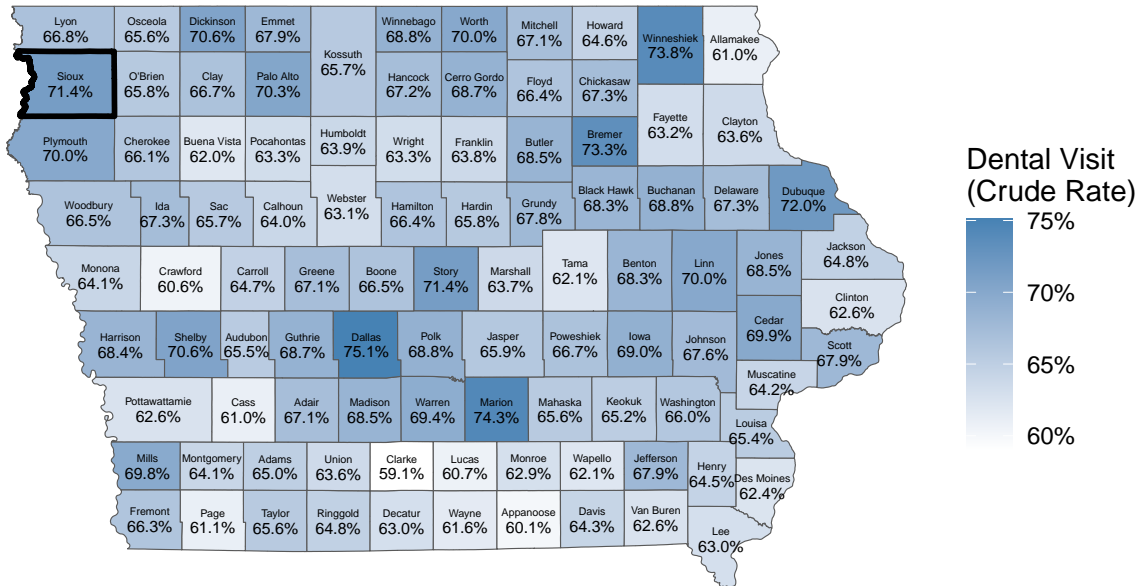 Lyon
66.8%
Osceola
65.6%
Dickinson
70.6%
Emmet
67.9%
Winnebago
68.8%
Worth
70.0%
Mitchell
67.1%
Howard
64.6%
Winneshiek
73.8%
Allamakee
61.0%
Kossuth
65.7%
Sioux
71.4%
O'Brien
65.8%
Clay
66.7%
Palo Alto
70.3%
Hancock
67.2%
Cerro Gordo
68.7%
Floyd
66.4%
Chickasaw
67.3%
Fayette
63.2%
Clayton
63.6%
Plymouth
70.0%
Cherokee
66.1%
Buena Vista
62.0%
Pocahontas
63.3%
Humboldt
63.9%
Wright
63.3%
Franklin
63.8%
Butler
68.5%
Bremer
73.3%
Woodbury
66.5%
Ida
67.3%
Sac
65.7%
Calhoun
64.0%
Webster
63.1%
Hamilton
66.4%
Hardin
65.8%
Grundy
67.8%
Black Hawk
68.3%
Buchanan
68.8%
Delaware
67.3%
Dubuque
72.0%
Monona
64.1%
Crawford
60.6%
Carroll
64.7%
Greene
67.1%
Boone
66.5%
Story
71.4%
Marshall
63.7%
Tama
62.1%
Benton
68.3%
Linn
70.0%
Jones
68.5%
Jackson
64.8%
Clinton
62.6%
Harrison
68.4%
Shelby
70.6%
Audubon
65.5%
Guthrie
68.7%
Dallas
75.1%
Polk
68.8%
Jasper
65.9%
Poweshiek
66.7%
Iowa
69.0%
Johnson
67.6%
Cedar
69.9%
Scott
67.9%
Muscatine
64.2%
Pottawattamie
62.6%
Cass
61.0%
Adair
67.1%
Madison
68.5%
Warren
69.4%
Marion
74.3%
Mahaska
65.6%
Keokuk
65.2%
Washington
66.0%
Louisa
65.4%
Mills
69.8%
Montgomery
64.1%
Adams
65.0%
Union
63.6%
Clarke
59.1%
Lucas
60.7%
Monroe
62.9%
Wapello
62.1%
Jefferson
67.9%
Henry
64.5%
Des Moines
62.4%
Fremont
66.3%
Page
61.1%
Taylor
65.6%
Ringgold
64.8%
Decatur
63.0%
Wayne
61.6%
Appanoose
60.1%
Davis
64.3%
Van Buren
62.6%
Lee
63.0%
Dental Visit
(Crude Rate)
75%
70%
65%
60%